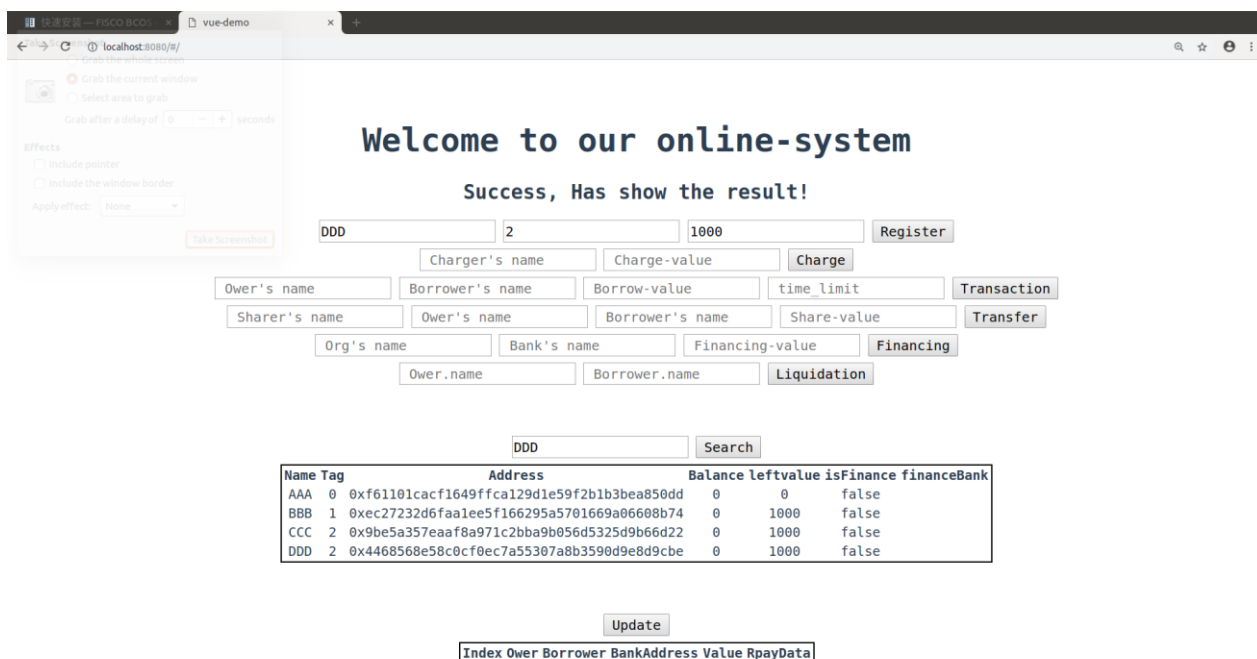 快速安装 — FISCO BCOS × vue-demo × +
localhost:8080/#/
Take Screenshot
Grab the whole screen
Grab the current window
Select area to grab
Grab after a delay of 0 − + seconds
Effects
Include pointer
Include the window border
Apply effect: None
Take Screenshot
Welcome to our online-system
Success, Has show the result!
DDD 2 1000 Register
Charger's name Charge-value Charge
Ower's name Borrower's name Borrow-value time_limit Transaction
Sharer's name Ower's name Borrower's name Share-value Transfer
Org's name Bank's name Financing-value Financing
Ower.name Borrower.name Liquidation
DDD Search
Name Tag Address Balance leftvalue isFinance financeBank
AAA 0 0xf61101cacf1649ffca129d1e59f2b1b3bea850dd 0 0 false
BBB 1 0xec27232d6faa1ee5f166295a5701669a06608b74 0 1000 false
CCC 2 0x9be5a357eaaf8a971c2bba9b056d5325d9b66d22 0 1000 false
DDD 2 0x4468568e58c0cf0ec7a55307a8b3590d9e8d9cbe 0 1000 false
Update
Index Ower Borrower BankAddress Value RpayData